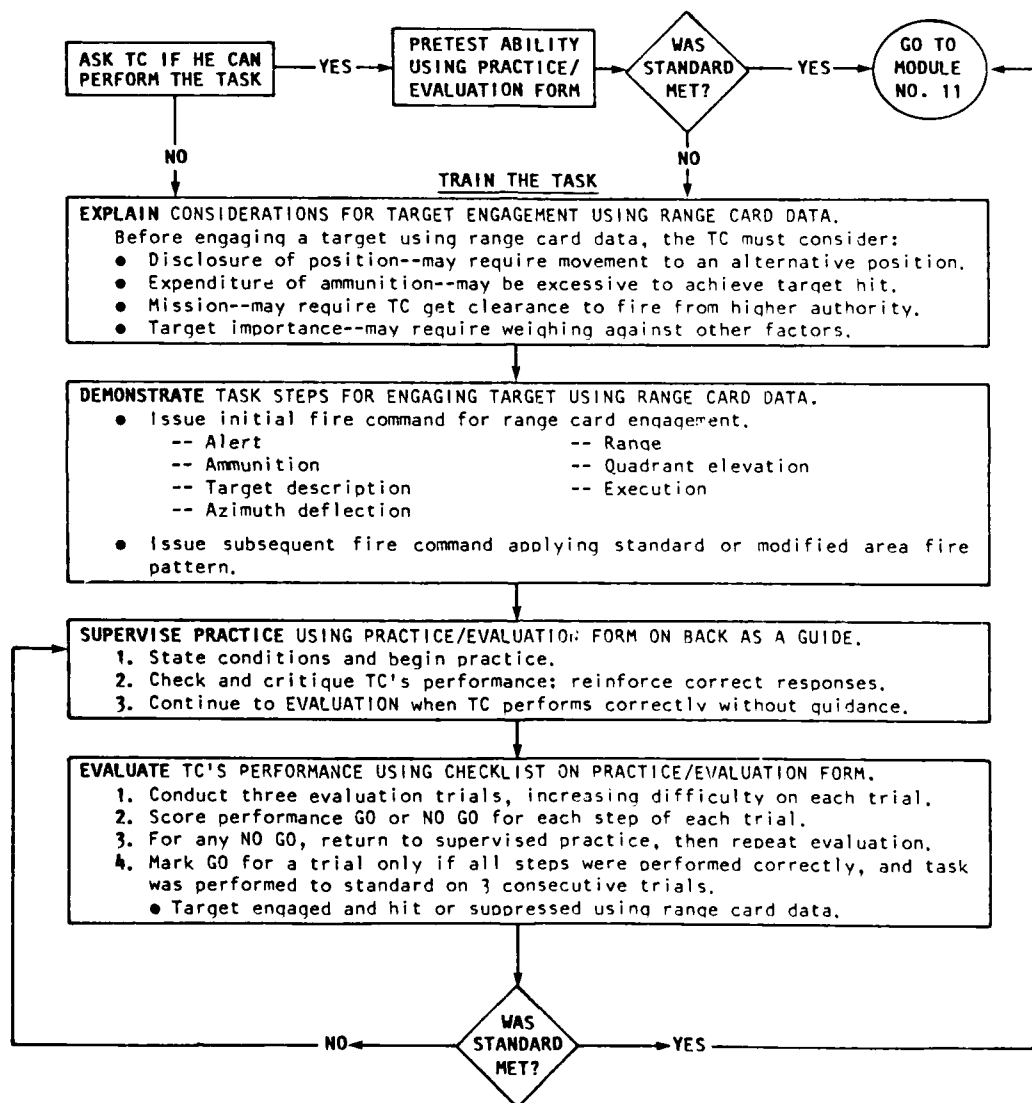 ASK TC IF HE CAN
PERFORM THE TASK
YES
PRETEST ABILITY
USING PRACTICE/
EVALUATION FORM
WAS
STANDARD
MET?
YES
GO TO
MODULE
NO. 11
NO
NO
TRAIN THE TASK
EXPLAIN CONSIDERATIONS FOR TARGET ENGAGEMENT USING RANGE CARD DATA.
Before engaging a target using range card data, the TC must consider:
● Disclosure of position--may require movement to an alternative position.
● Expenditure of ammunition--may be excessive to achieve target hit.
● Mission--may require TC get clearance to fire from higher authority.
● Target importance--may require weighing against other factors.
DEMONSTRATE TASK STEPS FOR ENGAGING TARGET USING RANGE CARD DATA.
● Issue initial fire command for range card engagement.
-- Alert
-- Ammunition
-- Target description
-- Azimuth deflection
-- Range
-- Quadrant elevation
-- Execution
● Issue subsequent fire command applying standard or modified area fire
pattern.
SUPERVISE PRACTICE USING PRACTICE/EVALUATION FORM ON BACK AS A GUIDE.
1. State conditions and begin practice.
2. Check and critique TC's performance; reinforce correct responses.
3. Continue to EVALUATION when TC performs correctly without guidance.
EVALUATE TC'S PERFORMANCE USING CHECKLIST ON PRACTICE/EVALUATION FORM.
1. Conduct three evaluation trials, increasing difficulty on each trial.
2. Score performance GO or NO GO for each step of each trial.
3. For any NO GO, return to supervised practice, then repeat evaluation.
4. Mark GO for a trial only if all steps were performed correctly, and task
was performed to standard on 3 consecutive trials.
● Target engaged and hit or suppressed using range card data.
NO
WAS
STANDARD
MET?
YES